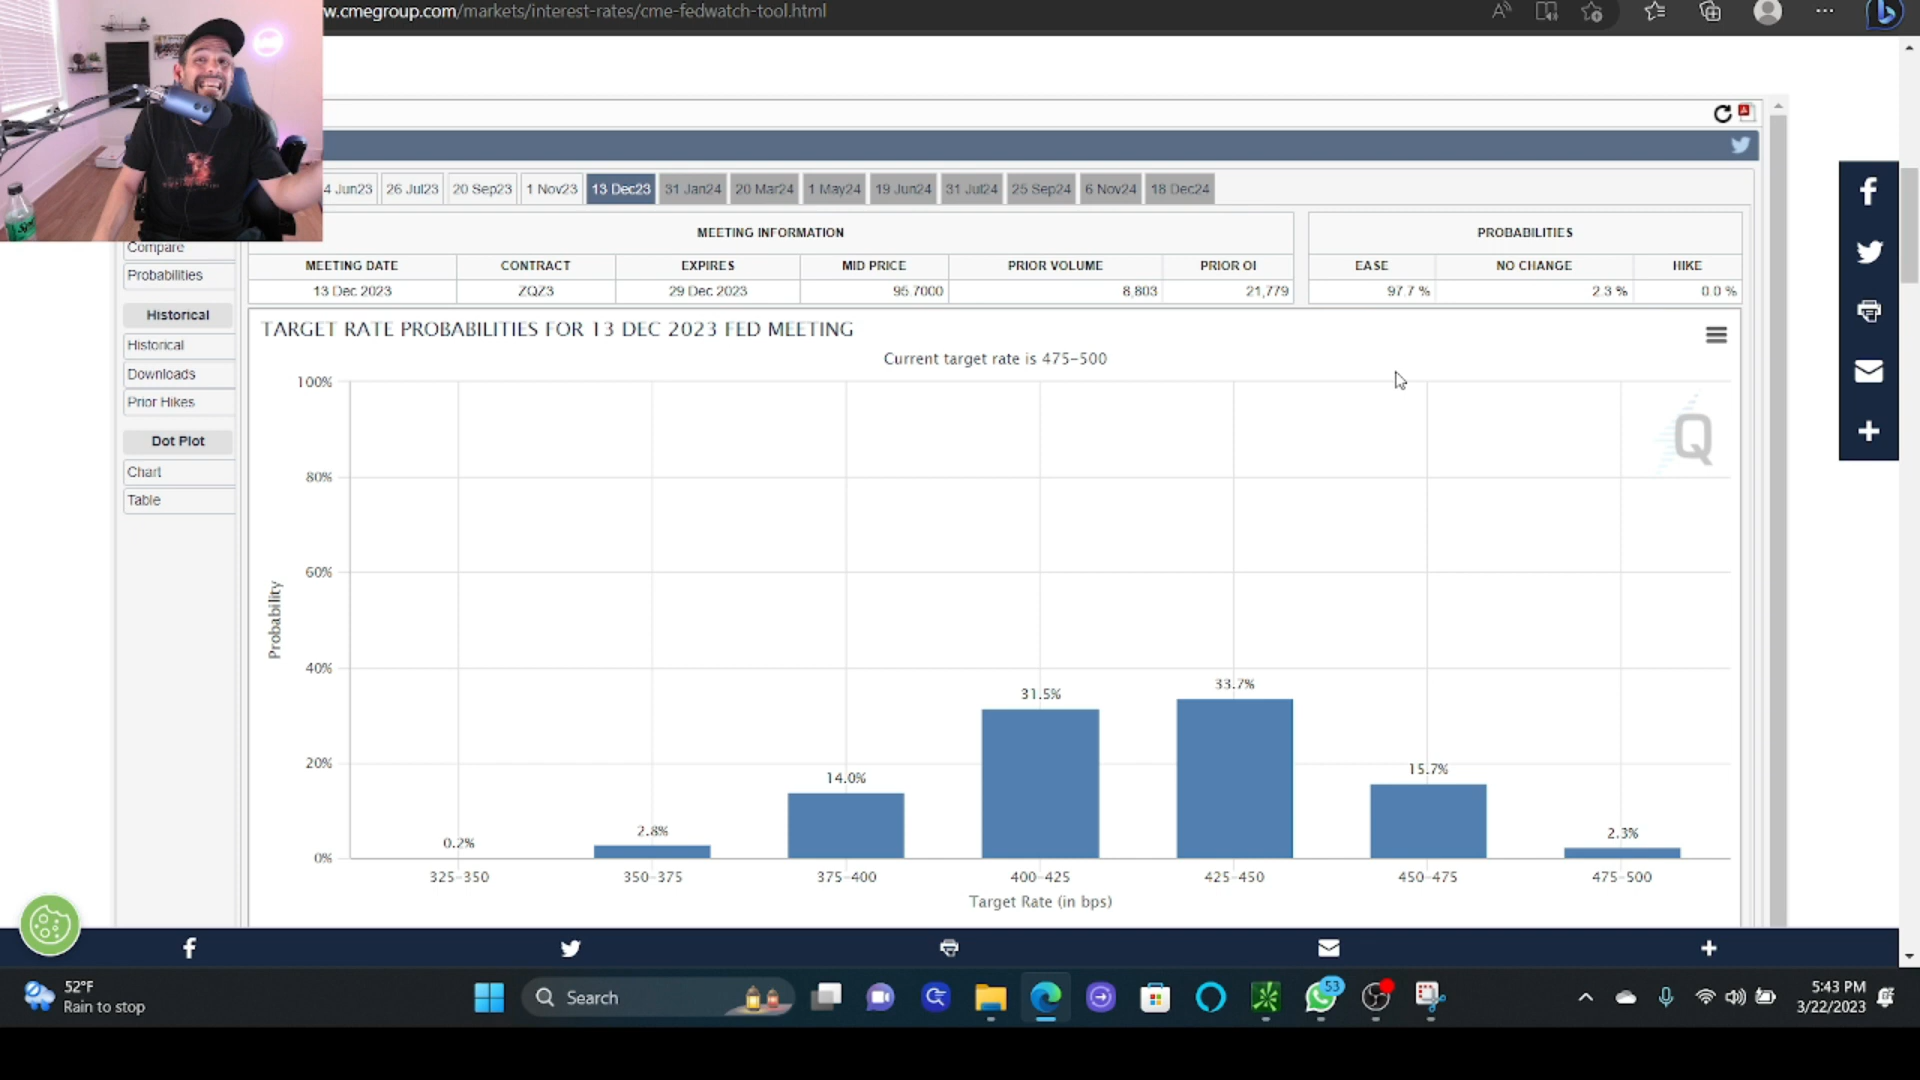 w.cmegroup.com/markets/interest-rates/cme-fedwatch-tool.html
4 Jun23 26 Jul23 20 Sep23 1 Nov23 13 Dec23 31 Jan24 20 Mar24 1 May24 19 Jun24 31 Jul24 25 Sep24 6 Nov24 18 Dec24
MEETING INFORMATION
MEETING DATE CONTRACT EXPIRES MID PRICE PRIOR VOLUME PRIOR OI
13 Dec 2023 ZQZ3 29 Dec 2023 95.7000 8,803 21,779
PROBABILITIES
EASE NO CHANGE HIKE
97.7 % 2.3 % 0.0 %
Compare
Probabilities
Historical
Historical
Downloads
Prior Hikes
Dot Plot
Chart
Table
TARGET RATE PROBABILITIES FOR 13 DEC 2023 FED MEETING
Current target rate is 475-500
Q
100%
80%
60%
40%
20%
0%
Probability
0.2%
2.8%
14.0%
31.5%
33.7%
15.7%
2.3%
325-350 350-375 375-400 400-425 425-450 450-475 475-500
Target Rate (in bps)
52°F
Rain to stop
Search
53
5:43 PM
3/22/2023